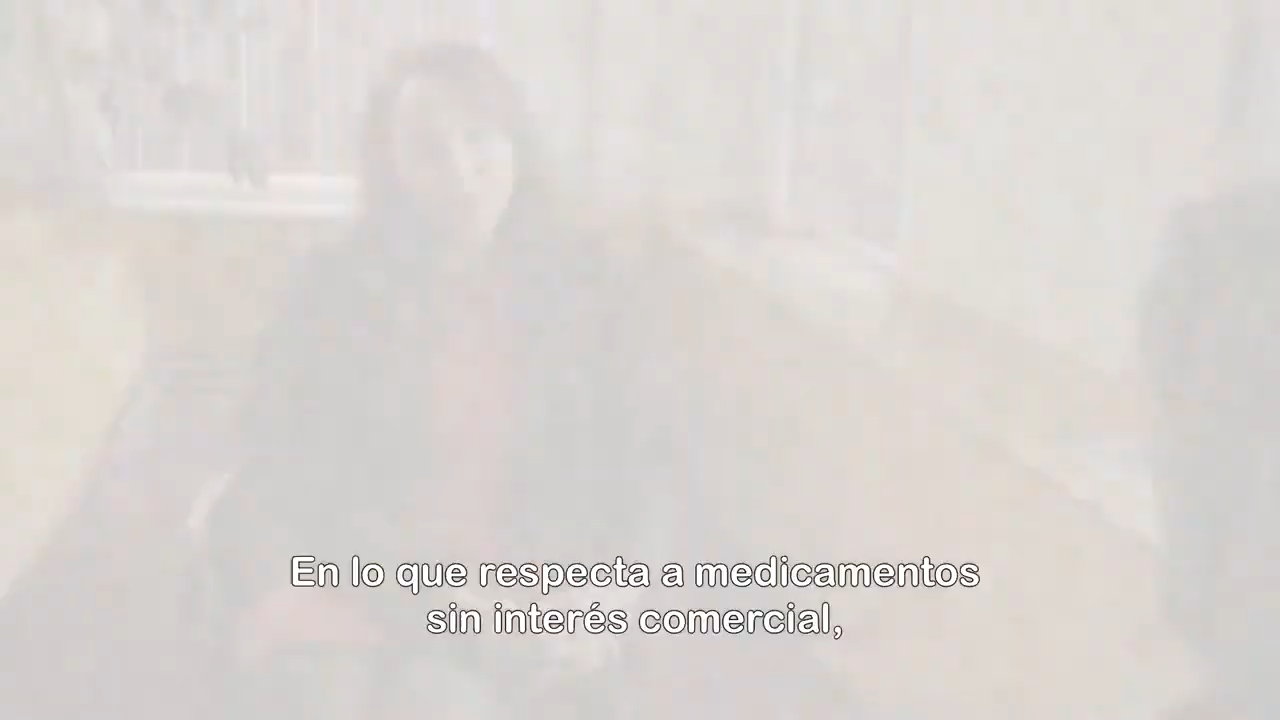 En lo que respecta a medicamentos
sin interés comercial,